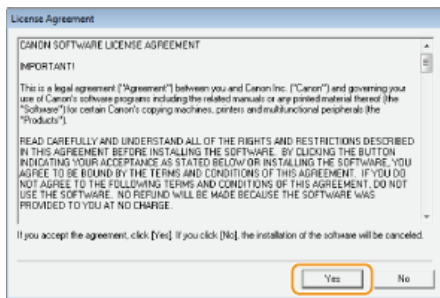 License Agreement
CANON SOFTWARE LICENSE AGREEMENT
IMPORTANT!
This is a legal agreement ("Agreement") between you and Canon Inc. ("Canon") and governing your
use of Canon's software programs including the related manuals or any printed material thereof (the
"Software") for certain Canon's copying machines, printers and multifunctional peripherals (the
"Products").
READ CAREFULLY AND UNDERSTAND ALL OF THE RIGHTS AND RESTRICTIONS DESCRIBED
IN THIS AGREEMENT BEFORE INSTALLING THE SOFTWARE. BY CLICKING THE BUTTON
INDICATING YOUR ACCEPTANCE AS STATED BELOW OR INSTALLING THE SOFTWARE, YOU
AGREE TO BE BOUND BY THE TERMS AND CONDITIONS OF THIS AGREEMENT. IF YOU DO
NOT AGREE TO THE FOLLOWING TERMS AND CONDITIONS OF THIS AGREEMENT, DO NOT
USE THE SOFTWARE. NO REFUND WILL BE MADE BECAUSE THE SOFTWARE WAS
PROVIDED TO YOU AT NO CHARGE.
If you accept the agreement, click [Yes]. If you click [No], the installation of the software will be canceled.
Yes No